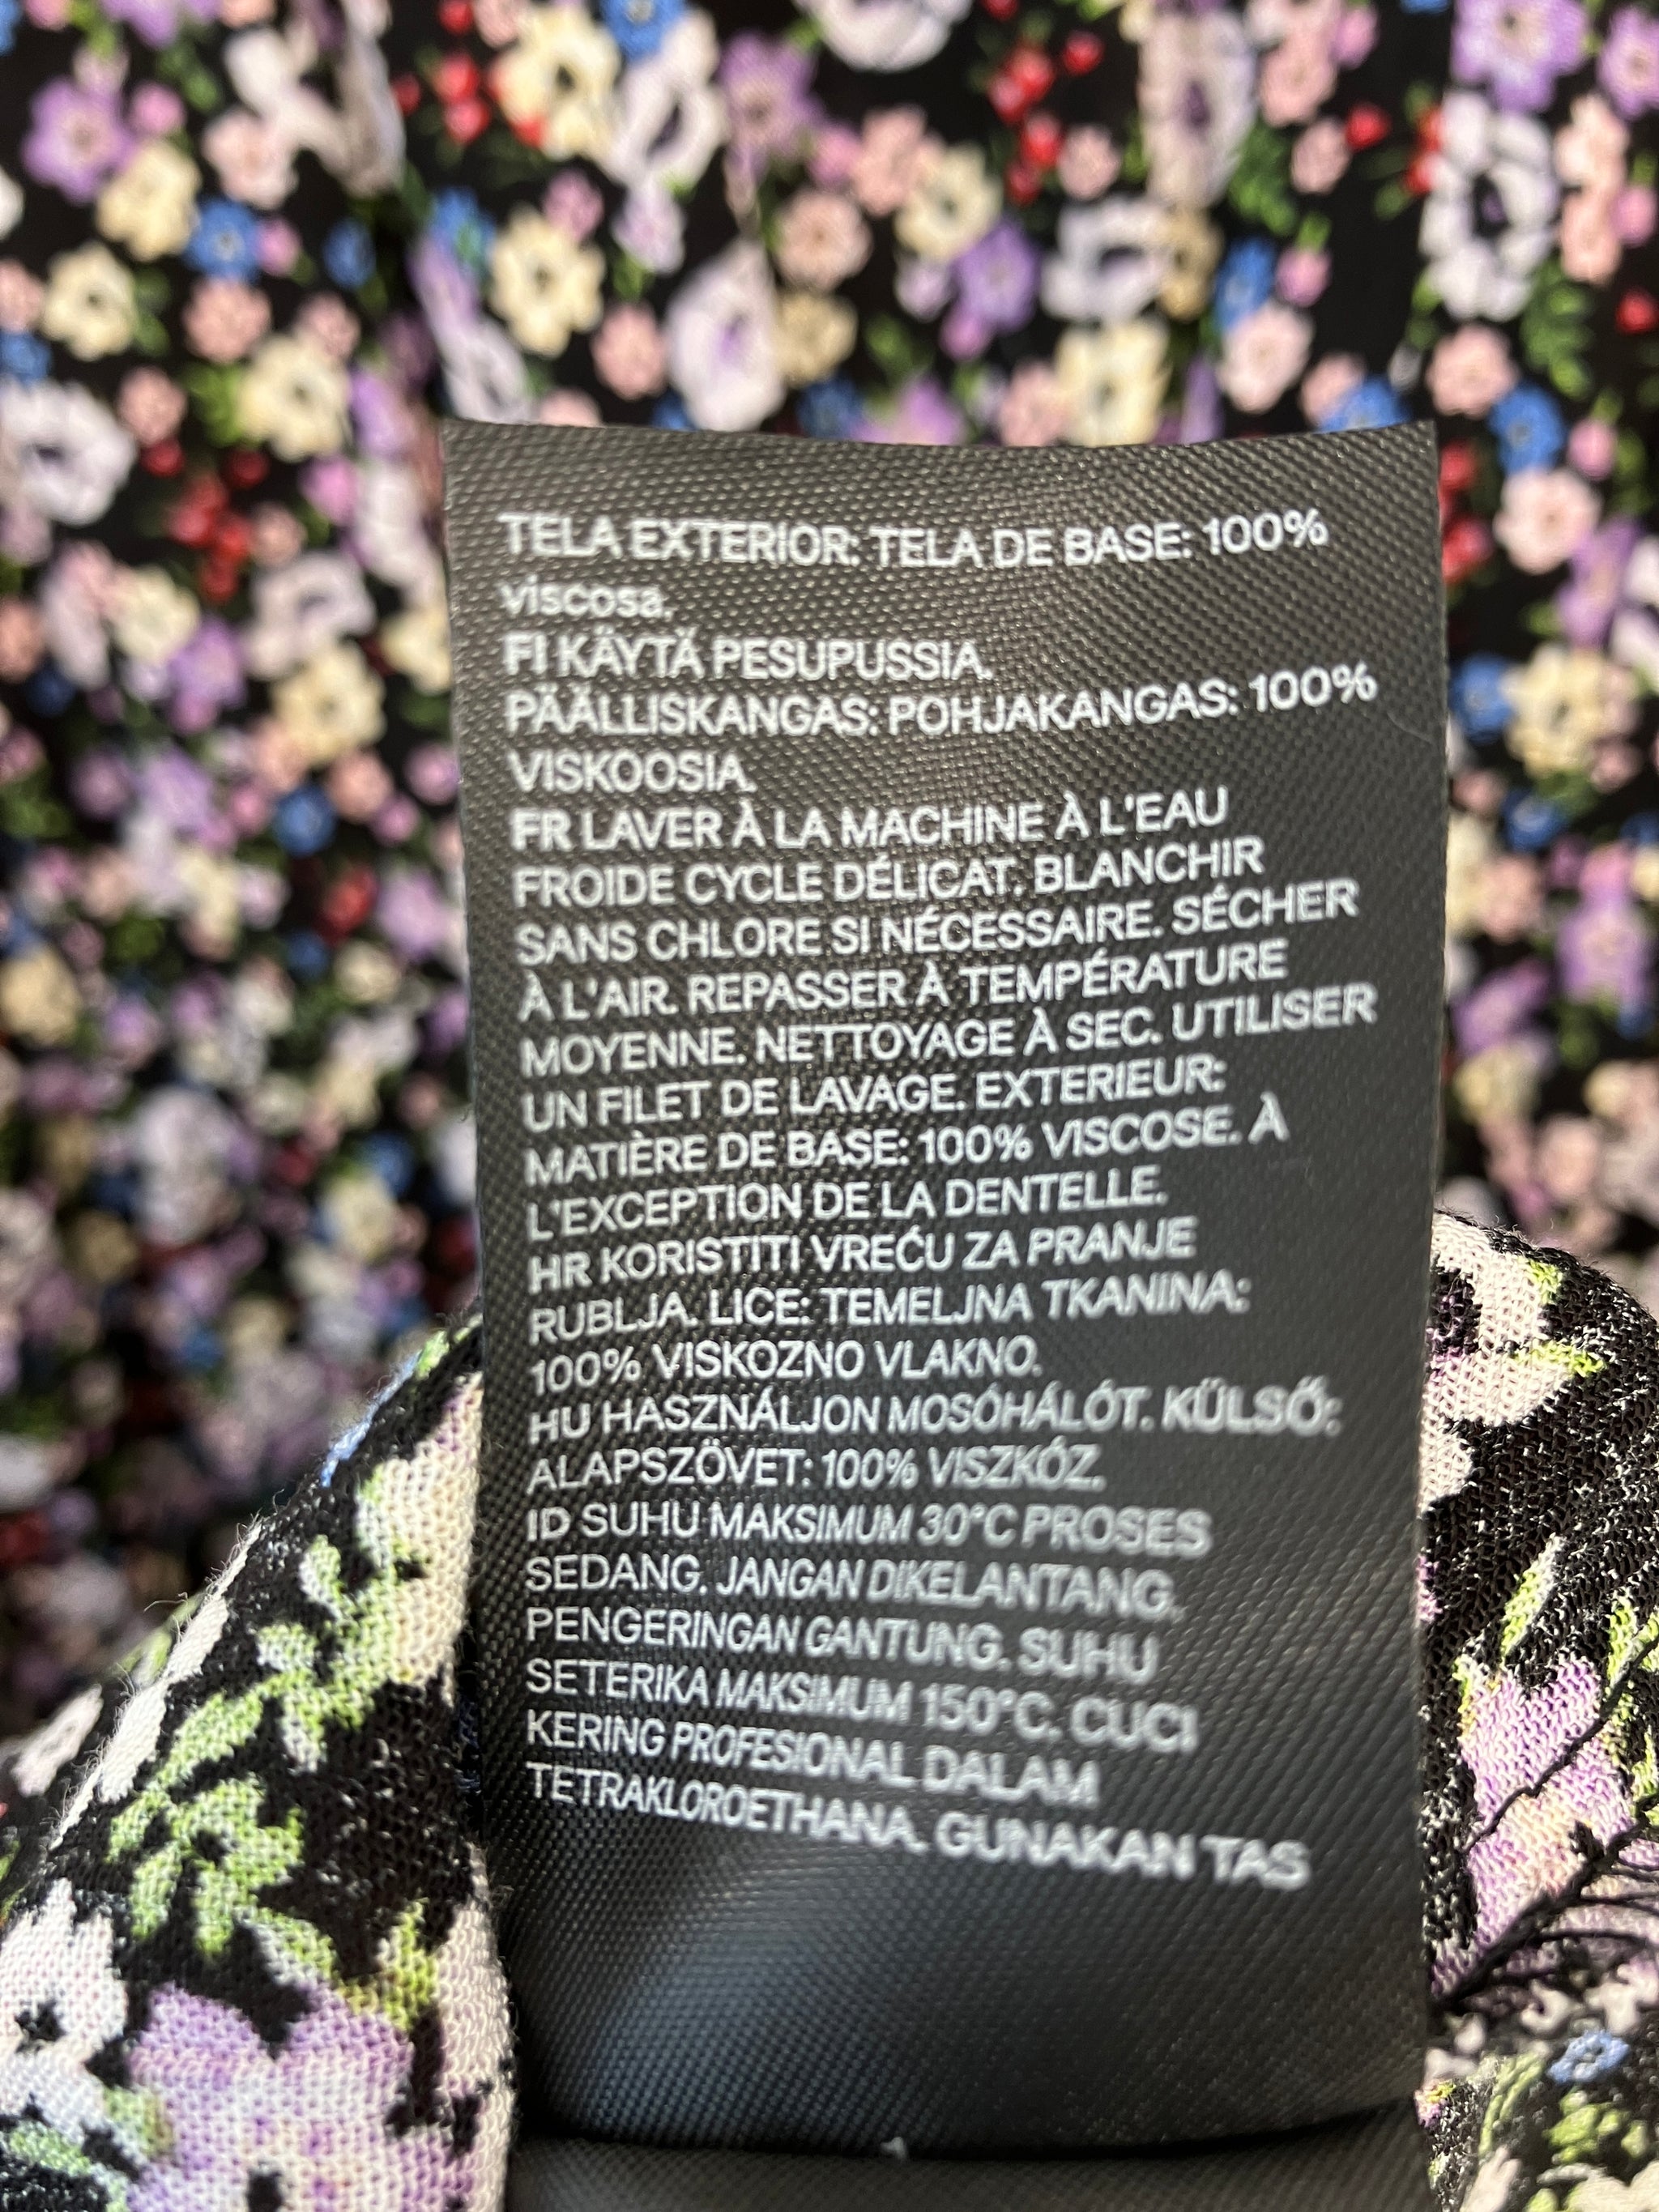 TELA EXTERIOR: TELA DE BASE: 100%
viscosa.
FI KÄYTÄ PESUPUSSIA.
PÄÄLLISKANGAS: POHJAKANGAS: 100%
VISKOOSIA.
FR LAVER À LA MACHINE À L'EAU
FROIDE CYCLE DÉLICAT. BLANCHIR
SANS CHLORE SI NÉCESSAIRE. SÉCHER
À L'AIR. REPASSER À TEMPÉRATURE
MOYENNE. NETTOYAGE À SEC. UTILISER
UN FILET DE LAVAGE. EXTERIEUR:
MATIÈRE DE BASE: 100% VISCOSE. À
L'EXCEPTION DE LA DENTELLE.
HR KORISTITI VREĆU ZA PRANJE
RUBLJA. LICE: TEMELJNA TKANINA:
100% VISKOZNO VLAKNO.
HU HASZNÁLJON MOSÓHÁLÓT. KÜLSŐ:
ALAPSZÖVET: 100% VISZKÓZ.
ID SUHU MAKSIMUM 30°C PROSES
SEDANG. JANGAN DIKELANTANG.
PENGERINGAN GANTUNG. SUHU
SETERIKA MAKSIMUM 150°C. CUCI
KERING PROFESIONAL DALAM
TETRAKLOROETHANA. GUNAKAN TAS